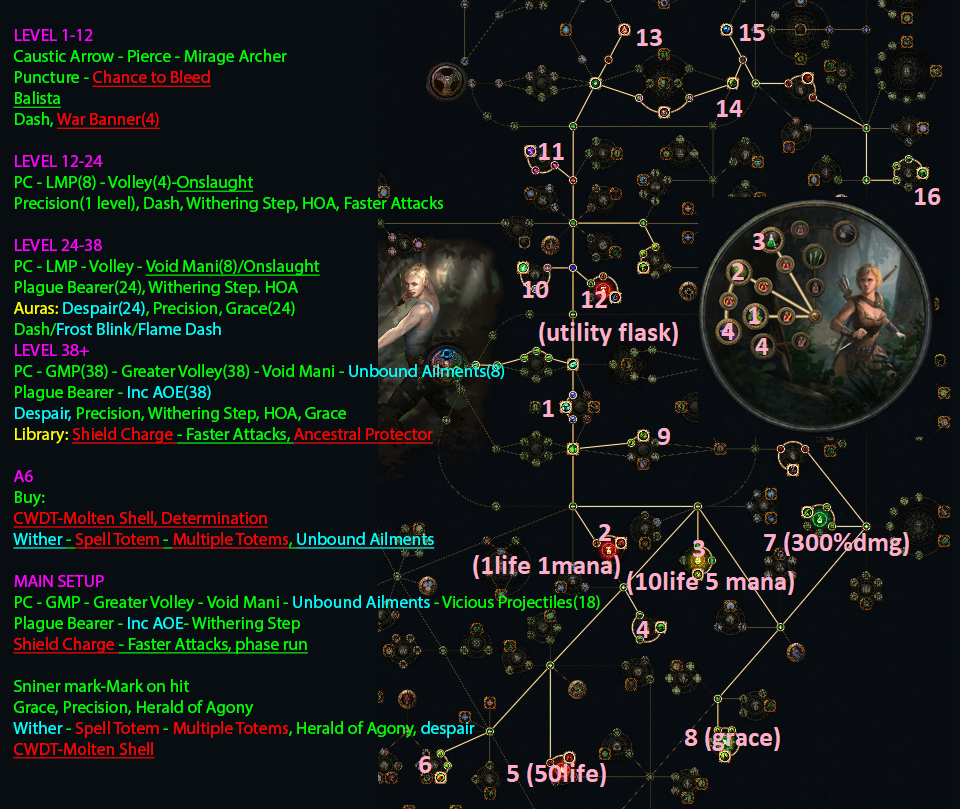 LEVEL 1-12
Caustic Arrow - Pierce - Mirage Archer
Puncture - Chance to Bleed
Balista
Dash, War Banner(4)
LEVEL 12-24
PC - LMP(8) - Volley(4)-Onslaught
Precision(1 level), Dash, Withering Step, HOA, Faster Attacks
LEVEL 24-38
PC - LMP - Volley - Void Mani(8)/Onslaught
Plague Bearer(24), Withering Step. HOA
Auras: Despair(24), Precision, Grace(24)
Dash/Frost Blink/Flame Dash
LEVEL 38+
PC - GMP(38) - Greater Volley(38) - Void Mani - Unbound Ailments(8)
Plague Bearer - Inc AOE(38)
Despair, Precision, Withering Step, HOA, Grace
Library: Shield Charge - Faster Attacks, Ancestral Protector
A6
Buy:
CWDT-Molten Shell, Determination
Wither - Spell Totem - Multiple Totems, Unbound Ailments
MAIN SETUP
PC - GMP - Greater Volley - Void Mani - Unbound Ailments - Vicious Projectiles(18)
Plague Bearer - Inc AOE- Withering Step
Shield Charge - Faster Attacks, phase run
Sniner mark-Mark on hit
Grace, Precision, Herald of Agony
Wither - Spell Totem - Multiple Totems, Herald of Agony, despair
CWDT-Molten Shell
13
15
14
11
16
3
2
1
4
4
10
12
(utility flask)
1
9
2
(1life 1mana)
3
(10life 5 mana)
7 (300%dmg)
4
8 (grace)
6
5 (50life)